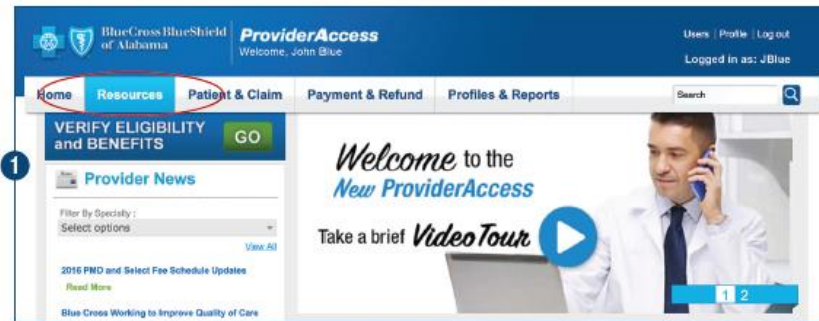 BlueCross BlueShield
of Alabama
ProviderAccess
Welcome, John Blue
Users | Profile | Log out
Logged in as: JBlue
Home
Resources
Patient & Claim
Payment & Refund
Profiles & Reports
Search
1
VERIFY ELIGIBILITY
and BENEFITS
GO
Provider News
Filter By Specialty :
Select options
View All
2016 PMD and Select Fee Schedule Updates
Read More
Blue Cross Working to Improve Quality of Care
Welcome to the
New ProviderAccess
Take a brief Video Tour
1 2